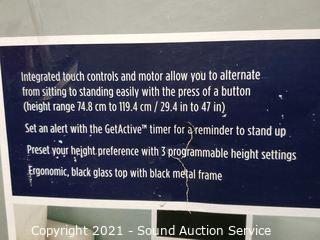 Integrated touch controls and motor allow you to alternate
from sitting to standing easily with the press of a button
(height range 74.8 cm to 119.4 cm / 29.4 in to 47 in)
Set an alert with the GetActive™ timer for a reminder to stand up
Preset your height preference with 3 programmable height settings
Ergonomic, black glass top with black metal frame
Copyright 2021 - Sound Auction Service